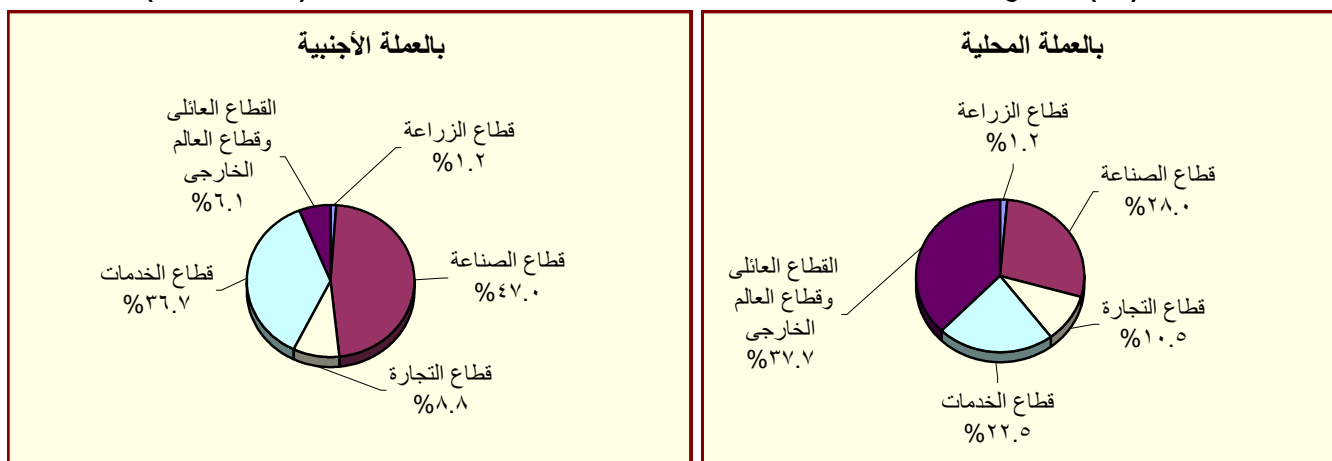 بالعملة المحلية
قطاع الزراعة
%١.٢
قطاع الصناعة
%٢٨.٠
قطاع التجارة
%١٠.٥
قطاع الخدمات
%٢٢.٥
القطاع العائلى
وقطاع العالم
الخارجى
%٣٧.٧
بالعملة الأجنبية
قطاع الزراعة
%١.٢
قطاع الصناعة
%٤٧.٠
قطاع التجارة
%٨.٨
قطاع الخدمات
%٣٦.٧
القطاع العائلى
وقطاع العالم
الخارجى
%٦.١